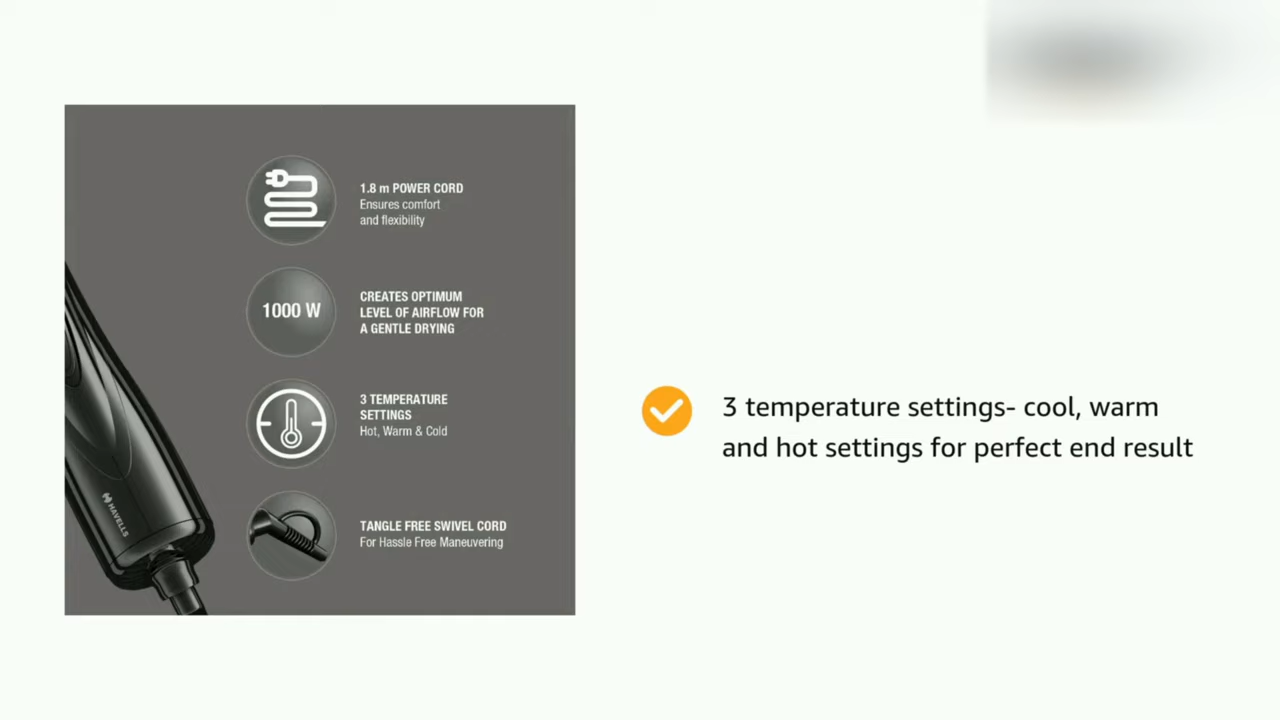 1.8 m POWER CORD
Ensures comfort
and flexibility
1000 W
CREATES OPTIMUM
LEVEL OF AIRFLOW FOR
A GENTLE DRYING
3 TEMPERATURE
SETTINGS
Hot, Warm & Cold
HAVELLS
TANGLE FREE SWIVEL CORD
For Hassle Free Maneuvering
3 temperature settings- cool, warm
and hot settings for perfect end result